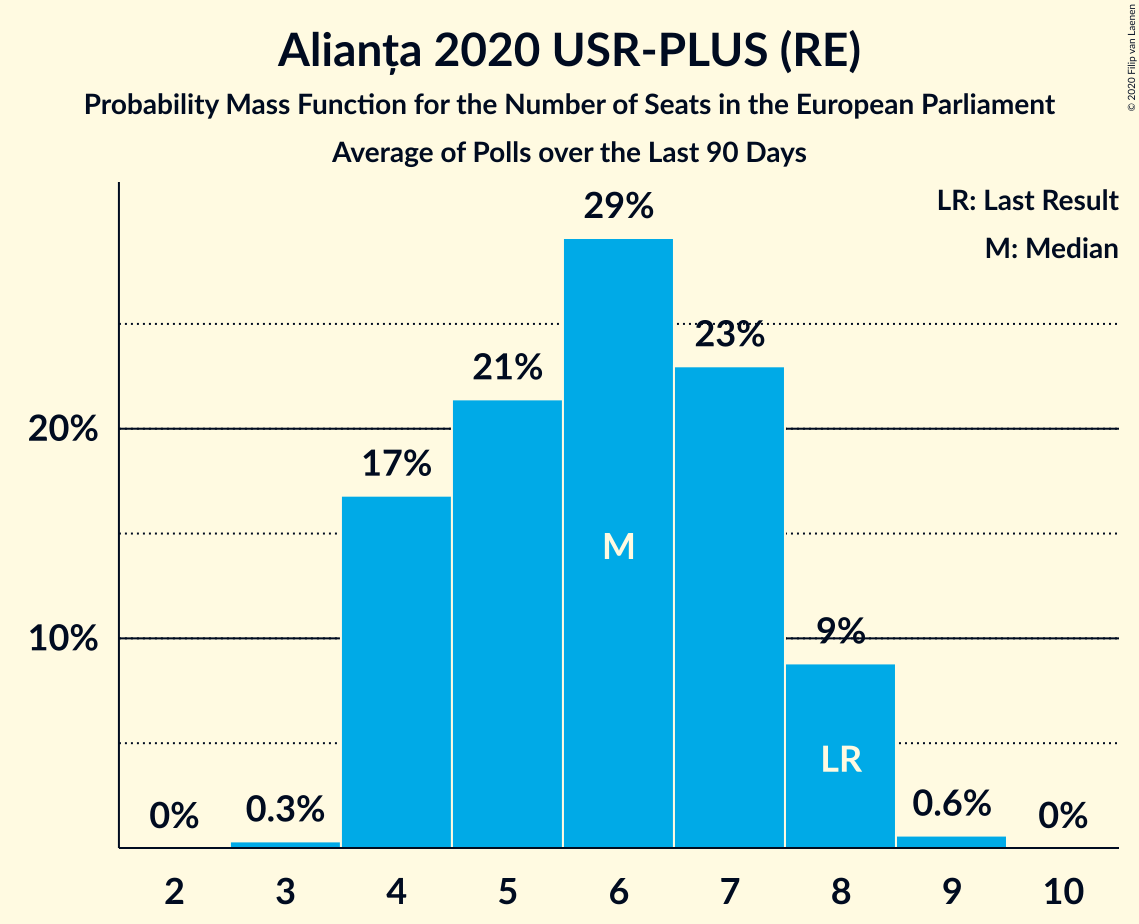 Alianța 2020 USR-PLUS (RE)
Probability Mass Function for the Number of Seats in the European Parliament
Average of Polls over the Last 90 Days
© 2020 Filip van Laenen
LR: Last Result
M: Median
29%
23%
21%
20%
17%
M
10%
9%
LR
0%
0.3%
0.6%
0%
2 3 4 5 6 7 8 9 10